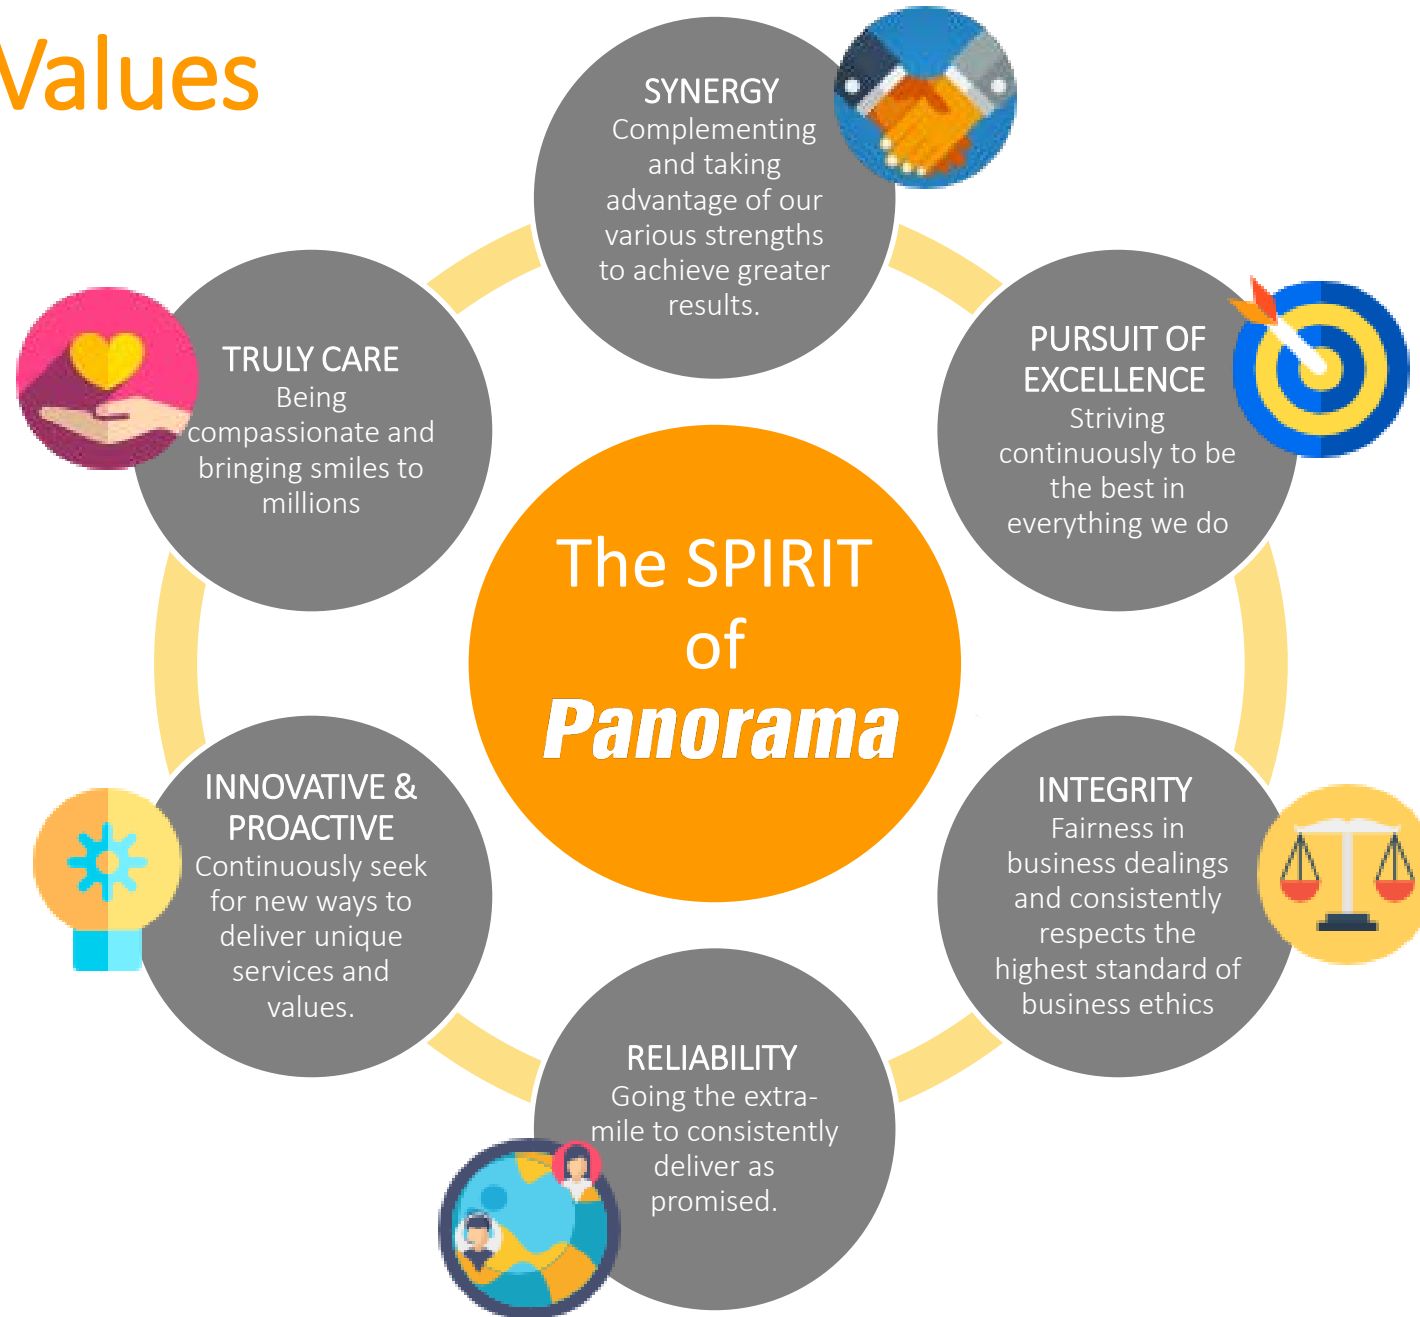 Values
SYNERGY
Complementing
and taking
advantage of our
various strengths
to achieve greater
results.
PURSUIT OF
EXCELLENCE
Striving
continuously to be
the best in
everything we do
INTEGRITY
Fairness in
business dealings
and consistently
respects the
highest standard of
business ethics
RELIABILITY
Going the extra-
mile to consistently
deliver as
promised.
INNOVATIVE &
PROACTIVE
Continuously seek
for new ways to
deliver unique
services and
values.
TRULY CARE
Being
compassionate and
bringing smiles to
millions
The SPIRIT
of
Panorama